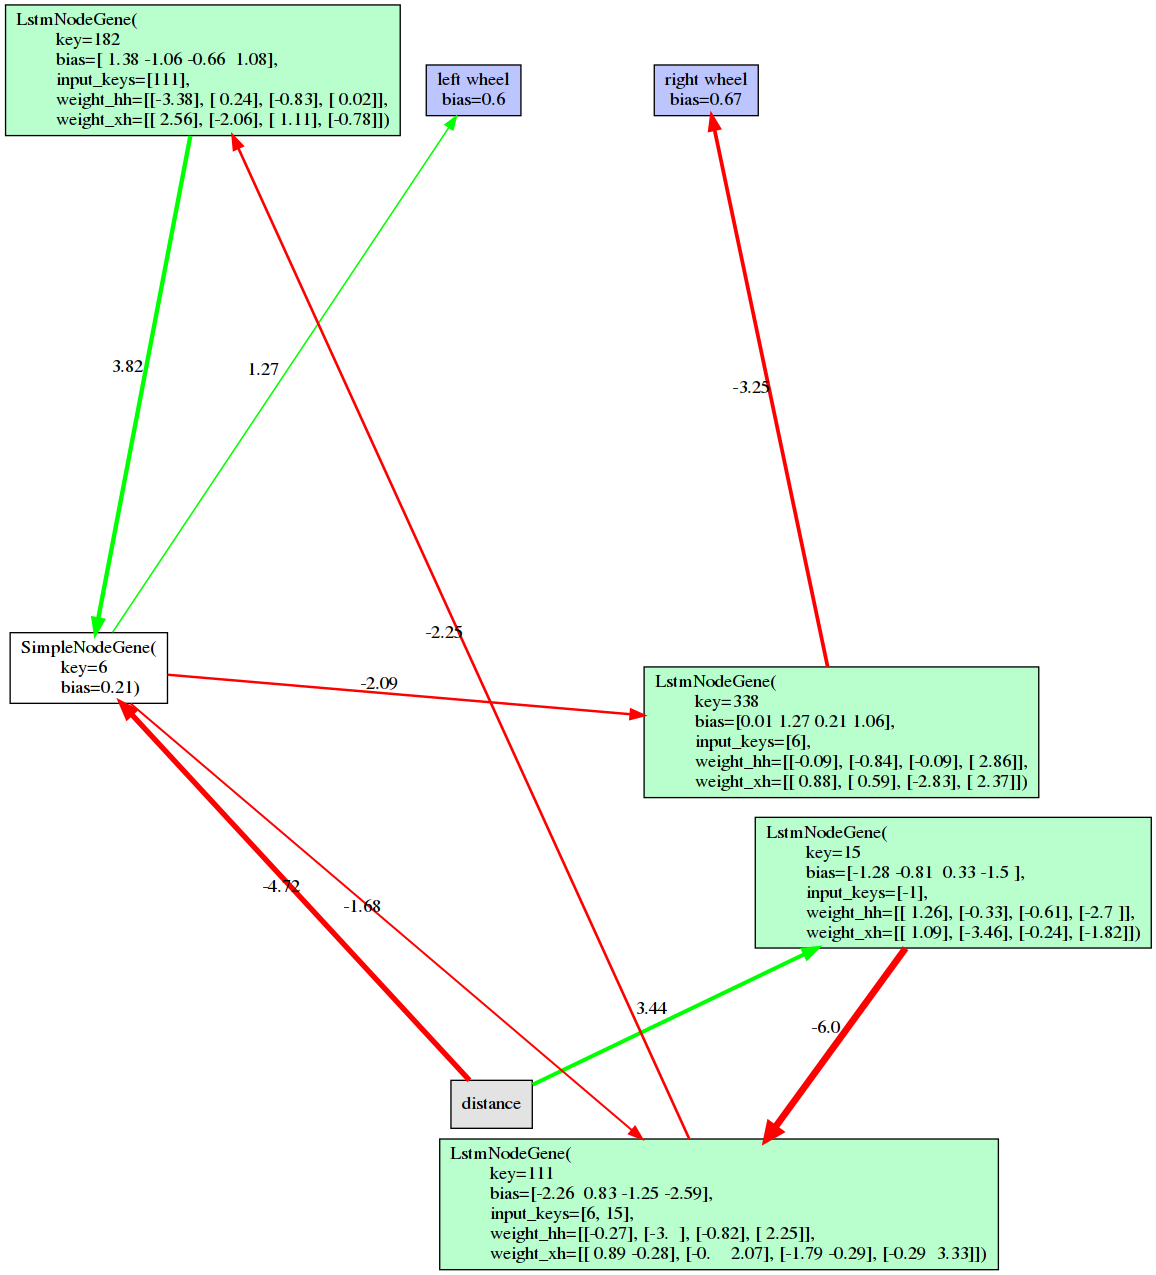 LstmNodeGene(
key=182
bias=[ 1.38 -1.06 -0.66  1.08],
input_keys=[111],
weight_hh=[[-3.38], [ 0.24], [-0.83], [ 0.02]],
weight_xh=[[ 2.56], [-2.06], [ 1.11], [-0.78]])
left wheel
bias=0.6
right wheel
bias=0.67
3.82
1.27
-3.25
-2.25
SimpleNodeGene(
key=6
bias=0.21)
-2.09
LstmNodeGene(
key=338
bias=[0.01 1.27 0.21 1.06],
input_keys=[6],
weight_hh=[[-0.09], [-0.84], [-0.09], [ 2.86]],
weight_xh=[[ 0.88], [ 0.59], [-2.83], [ 2.37]])
LstmNodeGene(
key=15
bias=[-1.28 -0.81  0.33 -1.5 ],
input_keys=[-1],
weight_hh=[[ 1.26], [-0.33], [-0.61], [-2.7 ]],
weight_xh=[[ 1.09], [-3.46], [-0.24], [-1.82]])
-4.72
-1.68
3.44
-6.0
distance
LstmNodeGene(
key=111
bias=[-2.26  0.83 -1.25 -2.59],
input_keys=[6, 15],
weight_hh=[[-0.27], [-3.  ], [-0.82], [ 2.25]],
weight_xh=[[ 0.89 -0.28], [-0.    2.07], [-1.79 -0.29], [-0.29  3.33]])